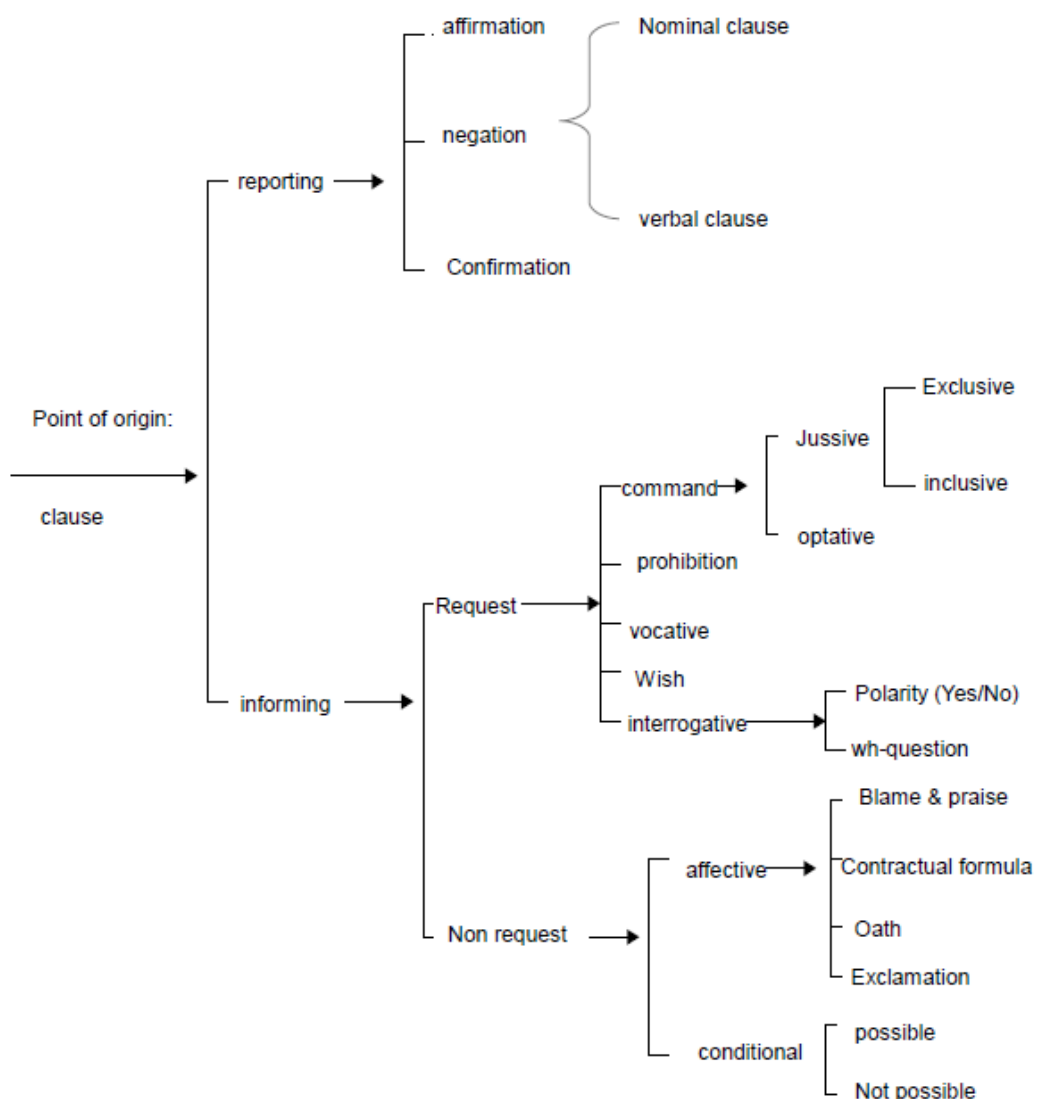 affirmation
Nominal clause
negation
reporting
verbal clause
Confirmation
Exclusive
Point of origin:
Jussive
inclusive
command
clause
optative
prohibition
Request
vocative
Wish
Polarity (Yes/No)
informing
interrogative
wh-question
Blame & praise
affective
Contractual formula
Oath
Non request
Exclamation
possible
conditional
Not possible